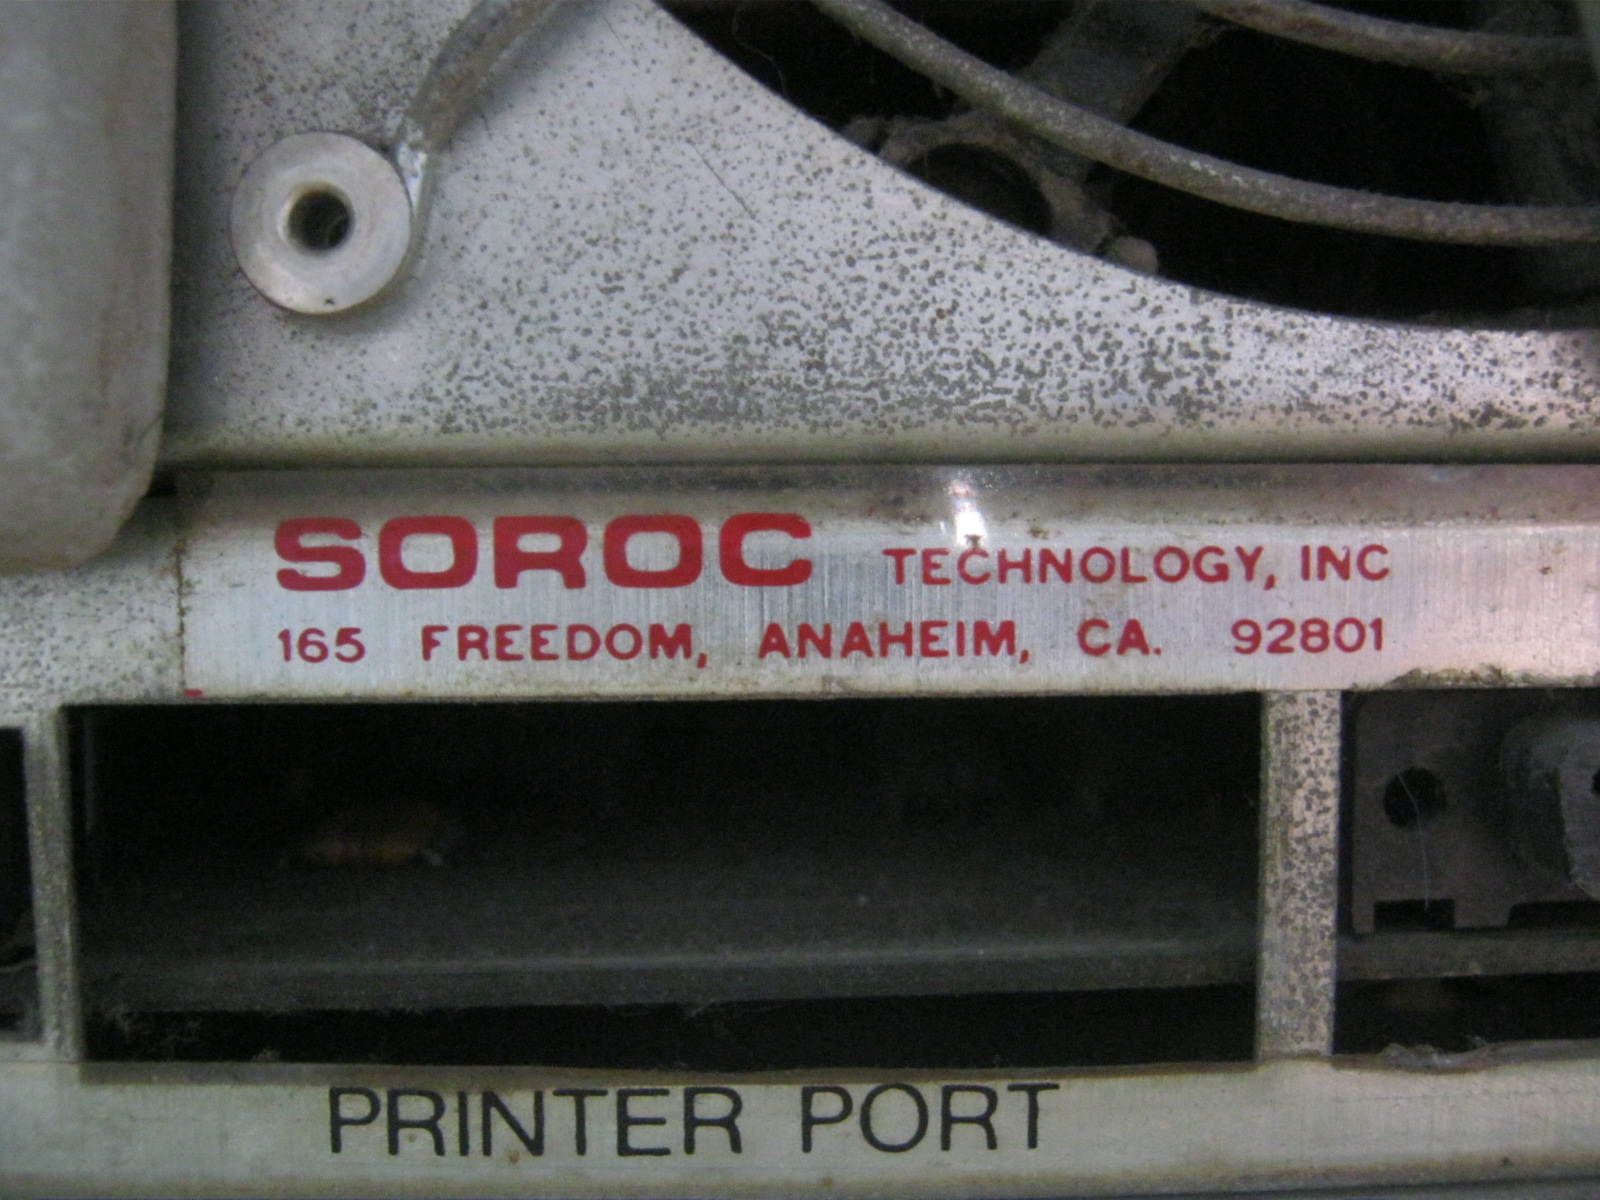 SOROC TECHNOLOGY, INC
165 FREEDOM, ANAHEIM, CA. 92801
PRINTER PORT